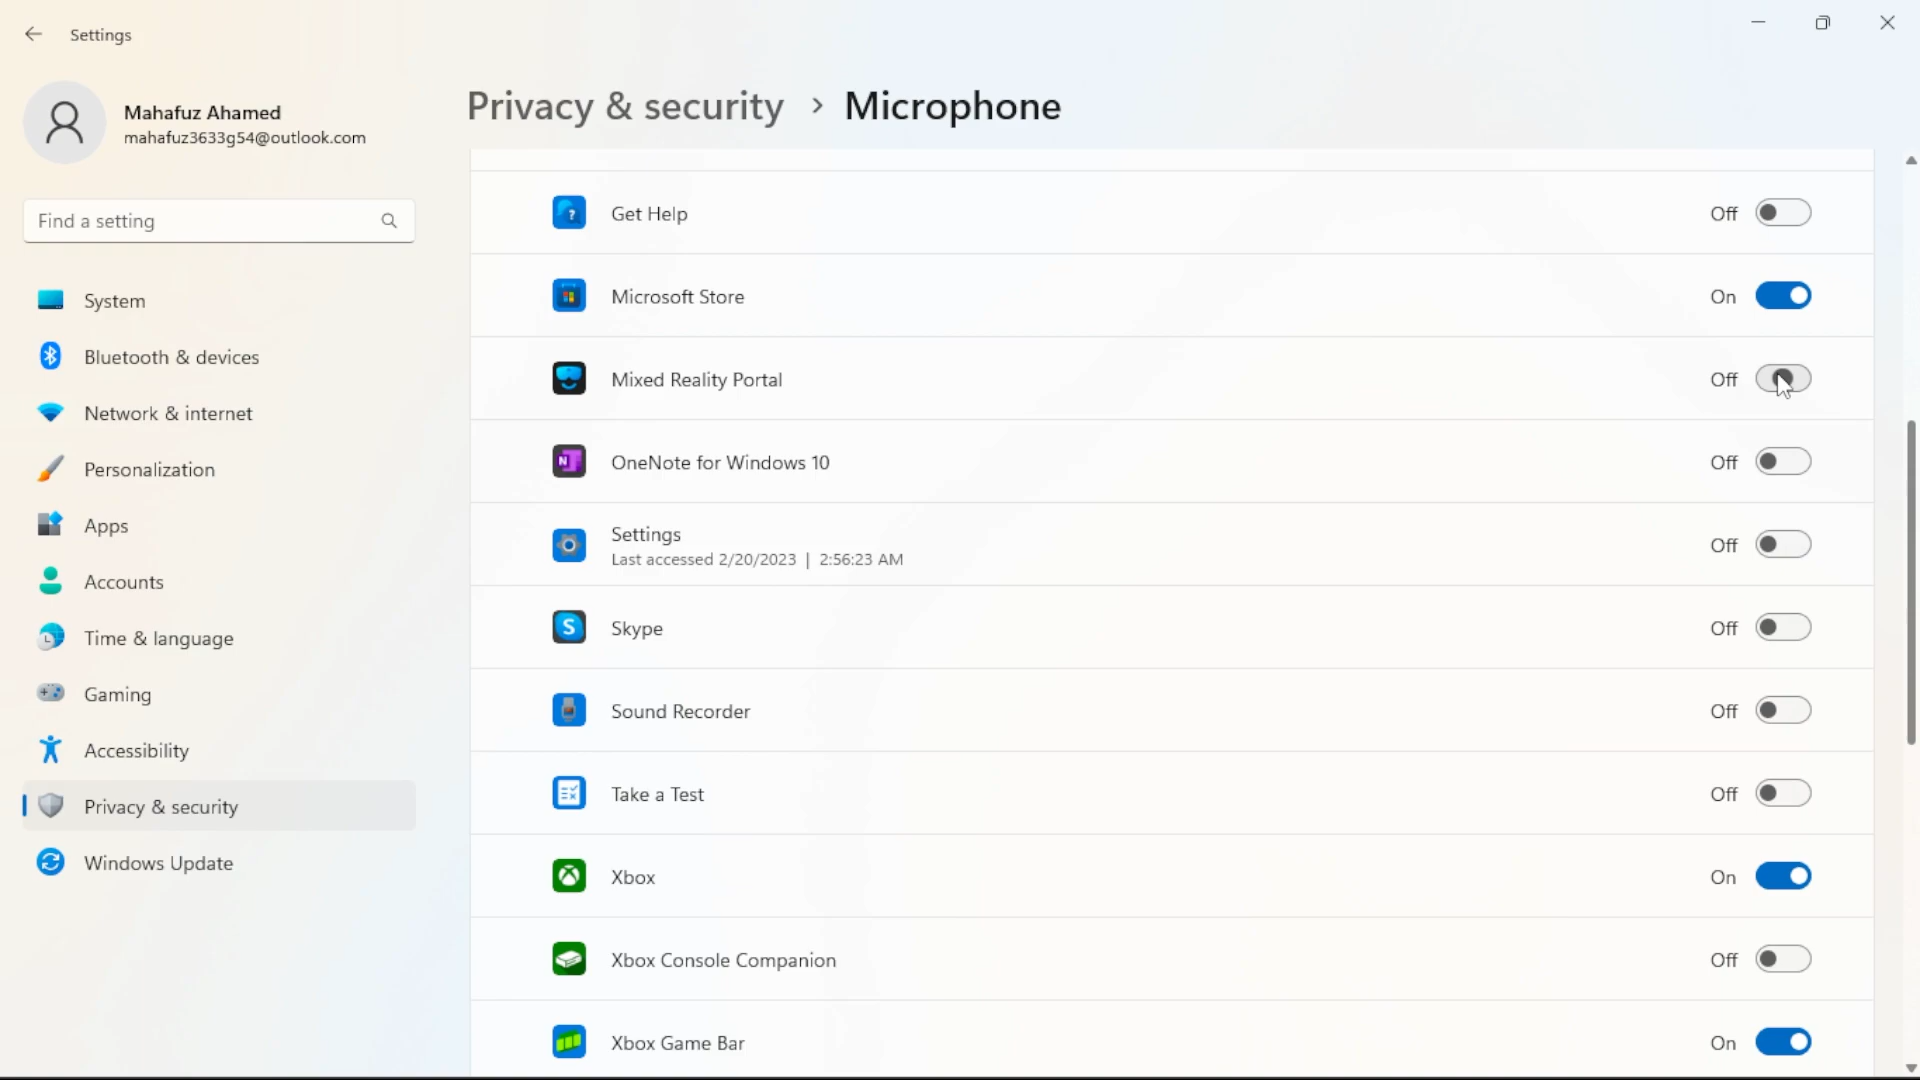 Settings
Mahafuz Ahamed
mahafuz3633g54@outlook.com
Find a setting
System
Bluetooth & devices
Network & internet
Personalization
Apps
Accounts
Time & language
Gaming
Accessibility
Privacy & security
Windows Update
Privacy & security > Microphone
Get Help Off
Microsoft Store On
Mixed Reality Portal Off
OneNote for Windows 10 Off
Settings
Last accessed 2/20/2023 | 2:56:23 AM Off
Skype Off
Sound Recorder Off
Take a Test Off
Xbox On
Xbox Console Companion Off
Xbox Game Bar On